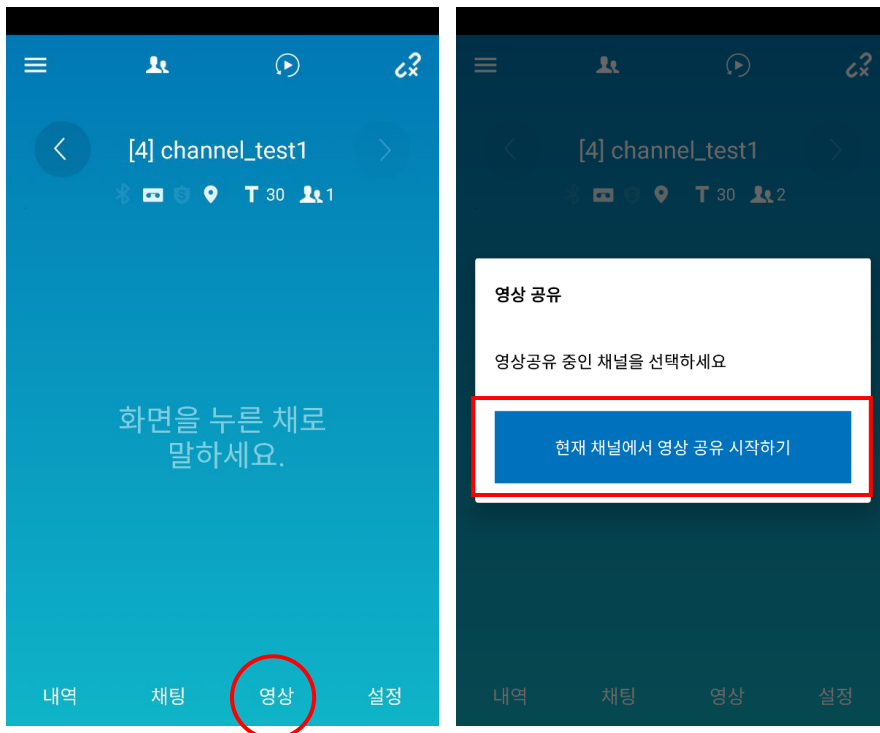 [4] channel_test1
T 30 1
화면을 누른 채로
말하세요.
내역 채팅 영상 설정
[4] channel_test1
T 30 2
영상 공유
영상공유 중인 채널을 선택하세요
현재 채널에서 영상 공유 시작하기
내역 채팅 영상 설정